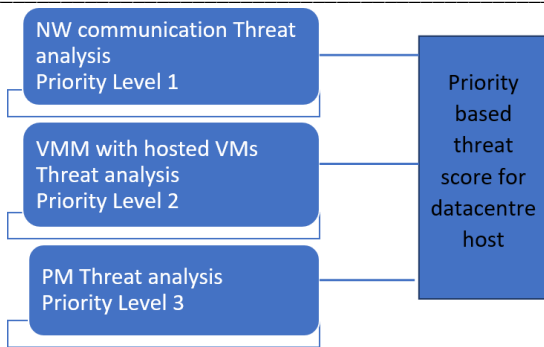 NW communication Threat
analysis
Priority Level 1
VMM with hosted VMs
Threat analysis
Priority Level 2
PM Threat analysis
Priority Level 3
Priority
based
threat
score for
datacentre
host